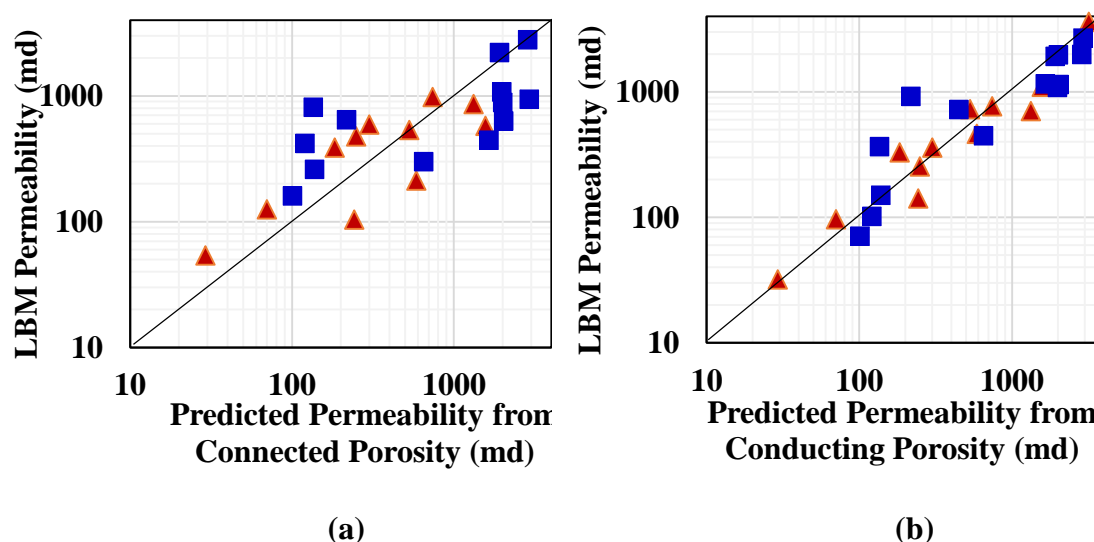 LBM Permeability (md)
1000
100
10
10 100 1000
Predicted Permeability from
Connected Porosity (md)
(a)
LBM Permeability (md)
1000
100
10
10 100 1000
Predicted Permeability from
Conducting Porosity (md)
(b)